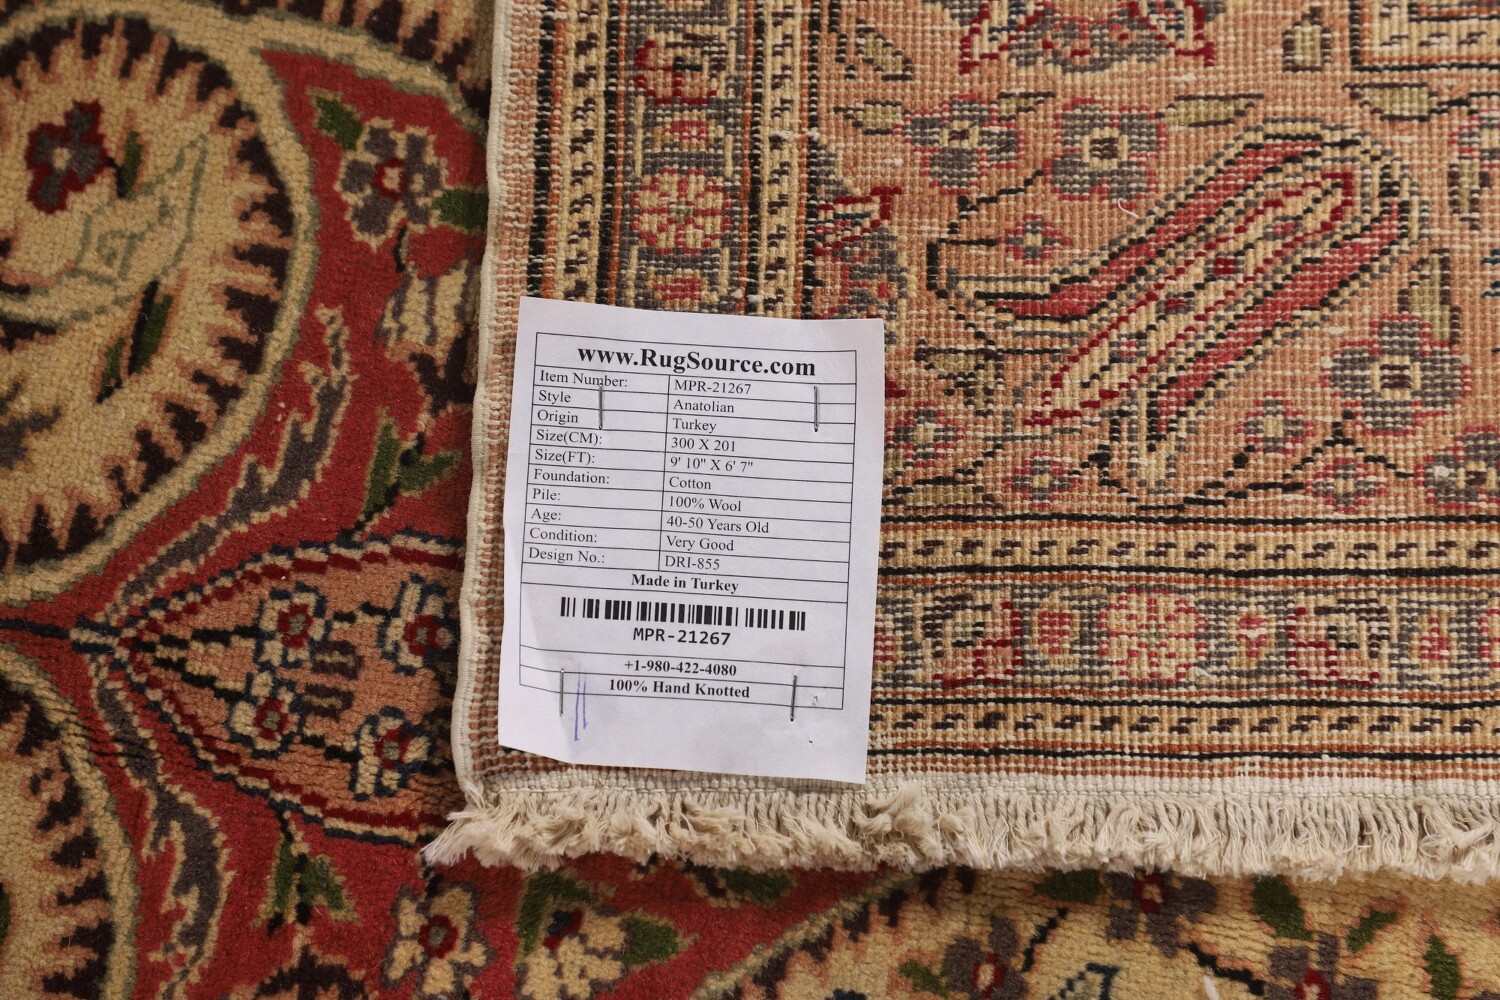 www.RugSource.com
Item Number: MPR-21267
Style Anatolian
Origin Turkey
Size(CM): 300 X 201
Size(FT): 9' 10" X 6' 7"
Foundation: Cotton
Pile: 100% Wool
Age: 40-50 Years Old
Condition: Very Good
Design No.: DRI-855
Made in Turkey
MPR-21267
+1-980-422-4080
100% Hand Knotted